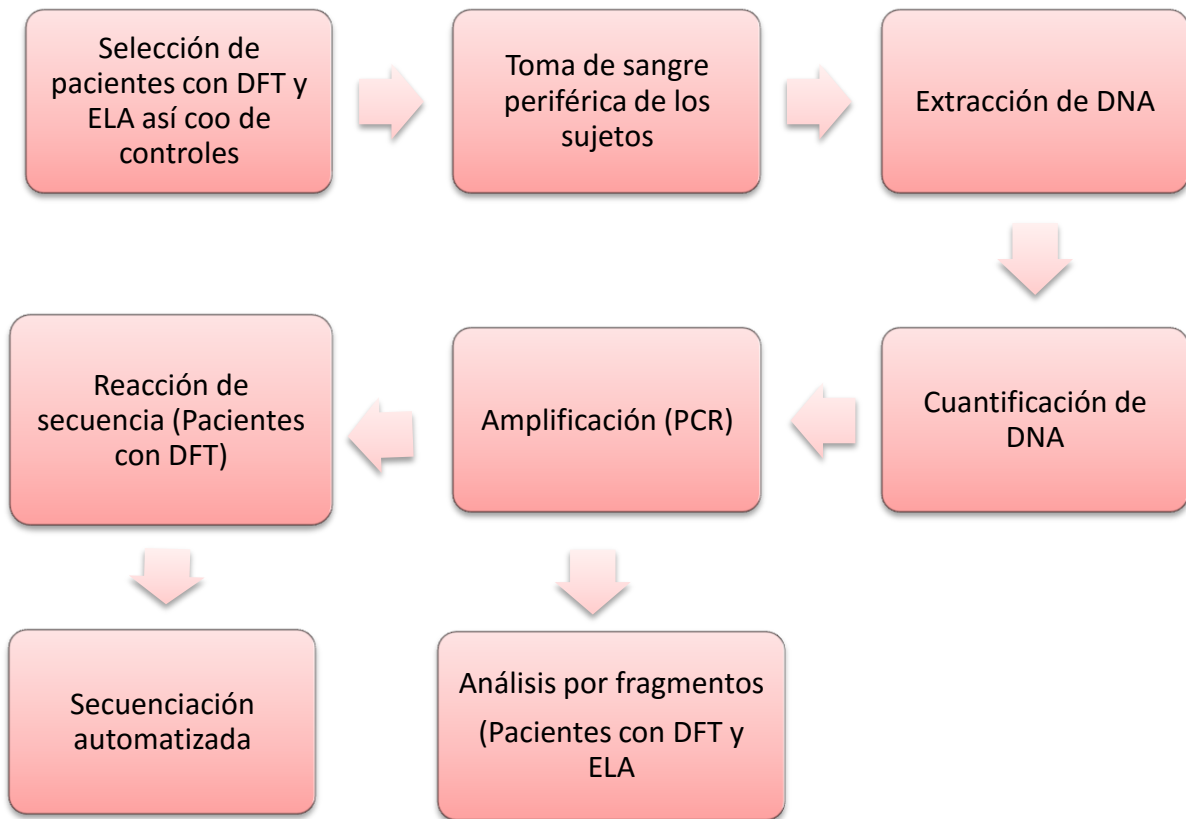 Selección de
pacientes con DFT y
ELA así coo de
controles
Toma de sangre
periférica de los
sujetos
Extracción de DNA
Cuantificación de
DNA
Amplificación (PCR)
Reacción de
secuencia (Pacientes
con DFT)
Secuenciación
automatizada
Análisis por fragmentos
(Pacientes con DFT y
ELA